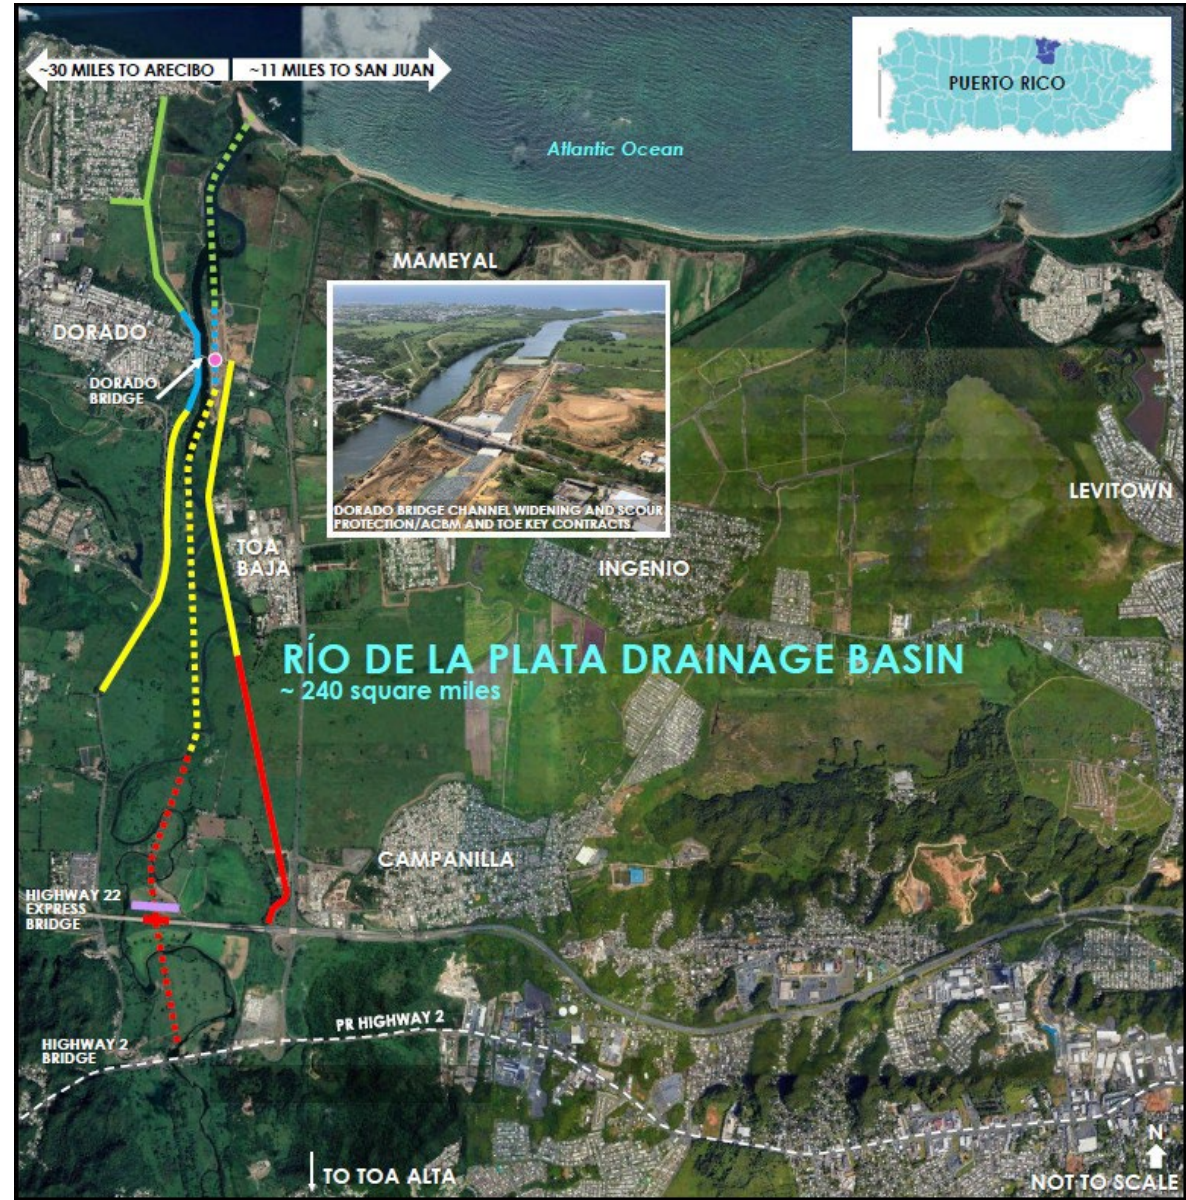 ~30 MILES TO ARECIBO
~11 MILES TO SAN JUAN
PUERTO RICO
Atlantic Ocean
MAMEYAL
DORADO
DORADO
BRIDGE
DORADO BRIDGE CHANNEL WIDENING AND SCOUR
PROTECTION/ACBM AND TOE KEY CONTRACTS
LEVITOWN
TOA
BAJA
INGENIO
RÍO DE LA PLATA DRAINAGE BASIN
~ 240 square miles
CAMPANILLA
HIGHWAY 22
EXPRESS
BRIDGE
PR HIGHWAY 2
HIGHWAY 2
BRIDGE
N
TO TOA ALTA
NOT TO SCALE